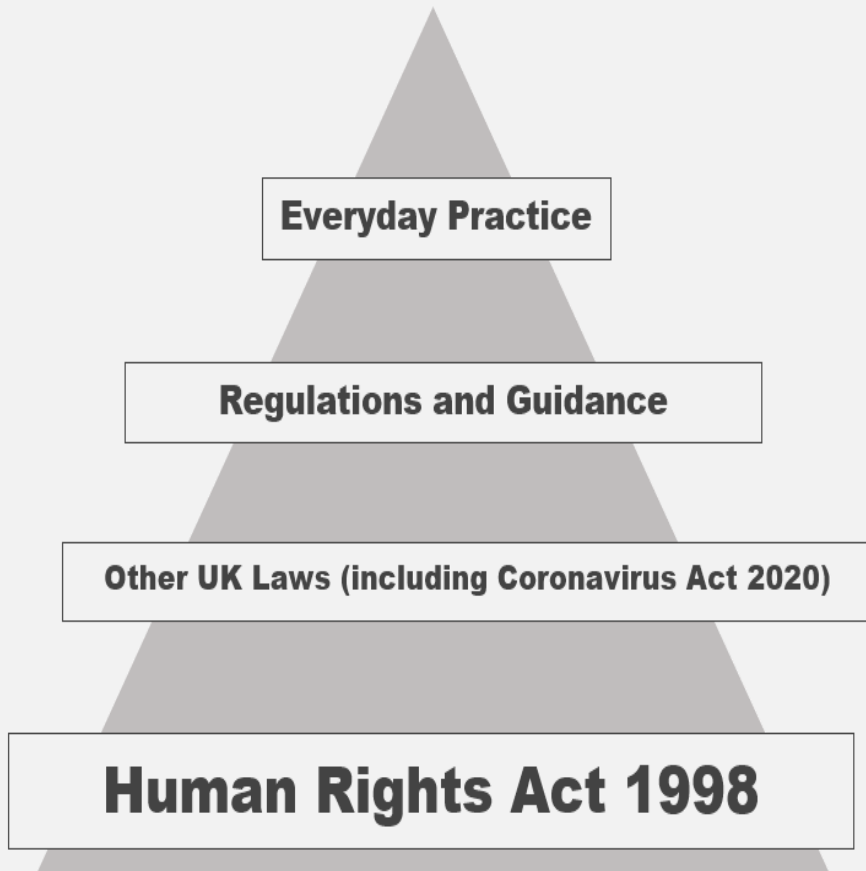 Everyday Practice
Regulations and Guidance
Other UK Laws (including Coronavirus Act 2020)
Human Rights Act 1998